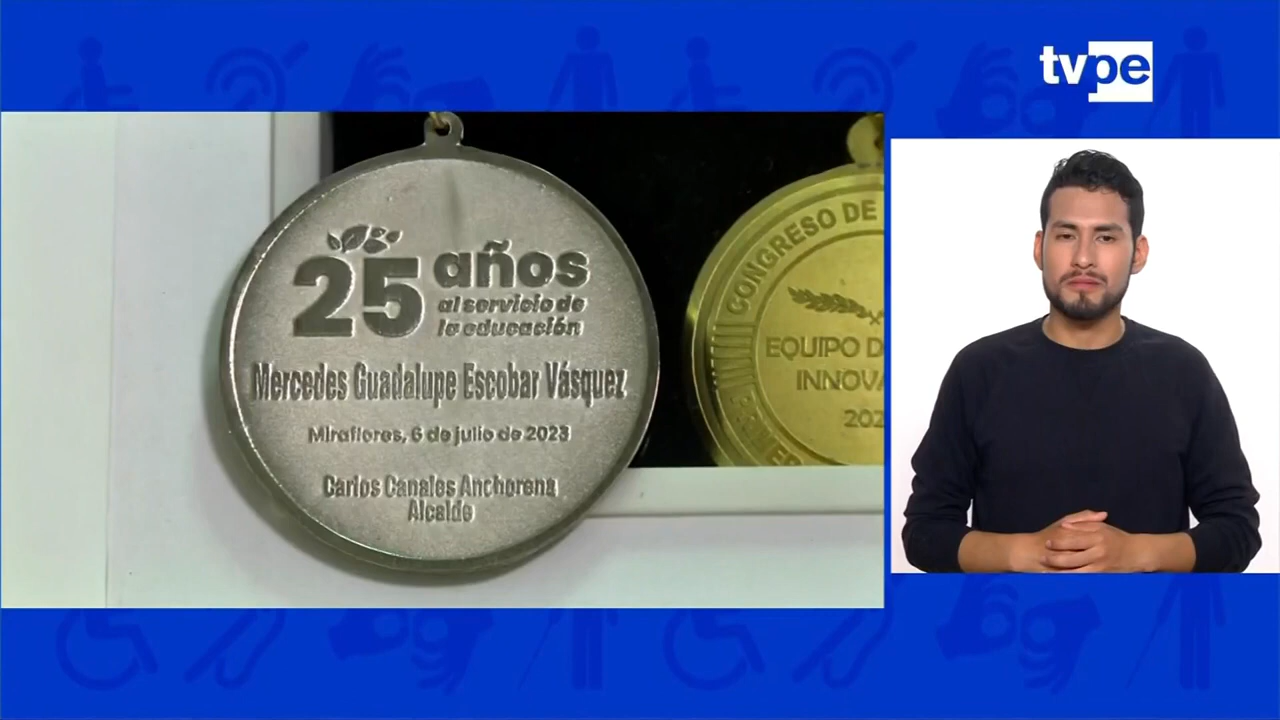 tvpe
25 años
al servicio de
la educación
Mercedes Guadalupe Escobar Vásquez
Miraflores, 6 de julio de 2023
Carlos Canales Anchorena
Alcalde
CONGRESO DE
EQUIPO
INNOVA
202
PRIMER